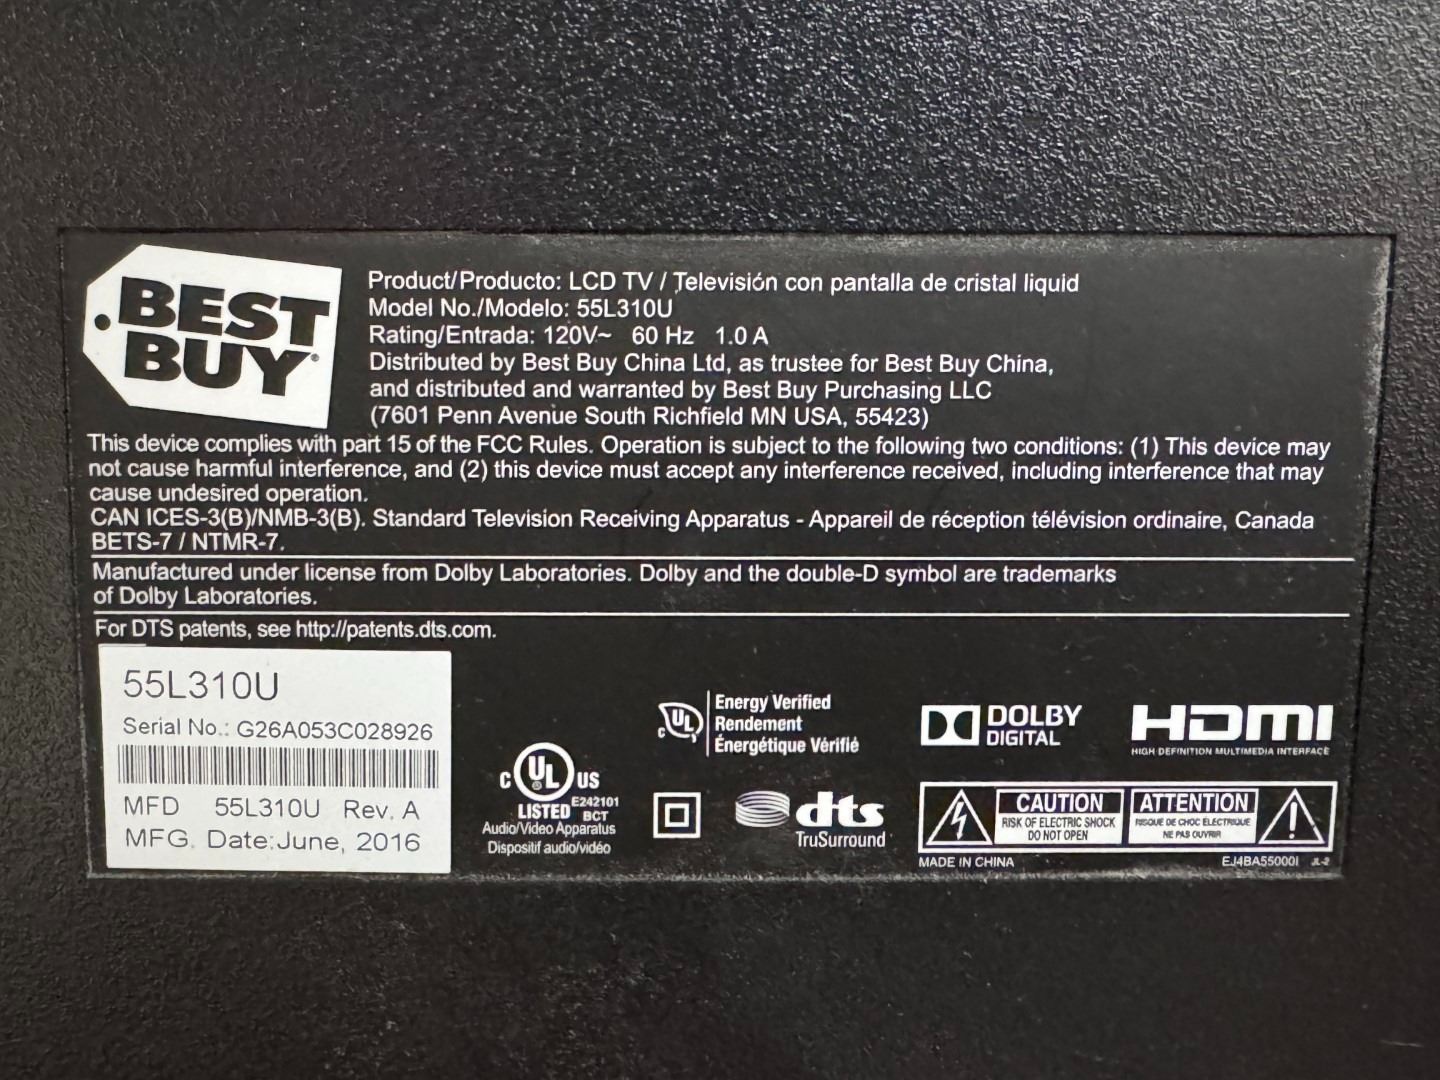 BEST
BUY
Product/Producto: LCD TV / Televisión con pantalla de cristal liquid
Model No./Modelo: 55L310U
Rating/Entrada: 120V~ 60 Hz 1.0 A
Distributed by Best Buy China Ltd, as trustee for Best Buy China,
and distributed and warranted by Best Buy Purchasing LLC
(7601 Penn Avenue South Richfield MN USA, 55423)
This device complies with part 15 of the FCC Rules. Operation is subject to the following two conditions: (1) This device may
not cause harmful interference, and (2) this device must accept any interference received, including interference that may
cause undesired operation.
CAN ICES-3(B)/NMB-3(B). Standard Television Receiving Apparatus - Appareil de réception télévision ordinaire, Canada
BETS-7 / NTMR-7.
Manufactured under license from Dolby Laboratories. Dolby and the double-D symbol are trademarks
of Dolby Laboratories.
For DTS patents, see http://patents.dts.com.
55L310U
Serial No.: G26A053C028926
MFD 55L310U Rev. A
MFG. Date:June, 2016
C UL US
LISTED E242101 BCT
Audio/Video Apparatus
Dispositif audio/vidéo
C UL
Energy Verified
Rendement
Énergétique Vérifié
dts
TruSurround
DOLBY
DIGITAL
HDMI
HIGH DEFINITION MULTIMEDIA INTERFACE
CAUTION
RISK OF ELECTRIC SHOCK
DO NOT OPEN
ATTENTION
RISQUE DE CHOC ELECTRIQUE
NE PAS OUVRIR
MADE IN CHINA
EJ4BA55000I JL-2